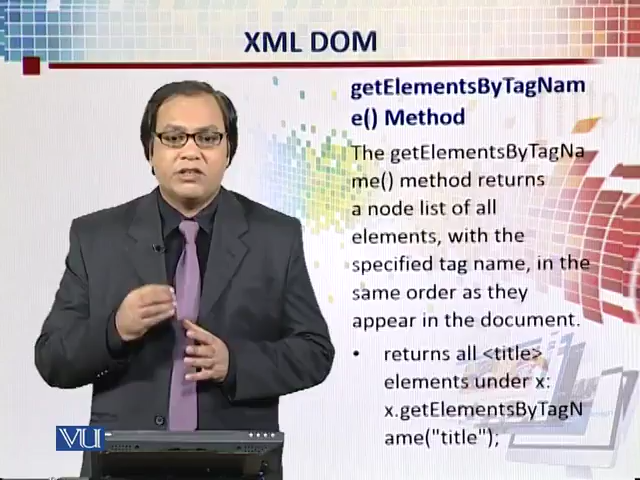 XML DOM
getElementsByTagNam
e() Method
The getElementsByTagNa
me() method returns
a node list of all
elements, with the
specified tag name, in the
same order as they
appear in the document.
• returns all <title>
elements under x:
x.getElementsByTagN
ame("title");
VU